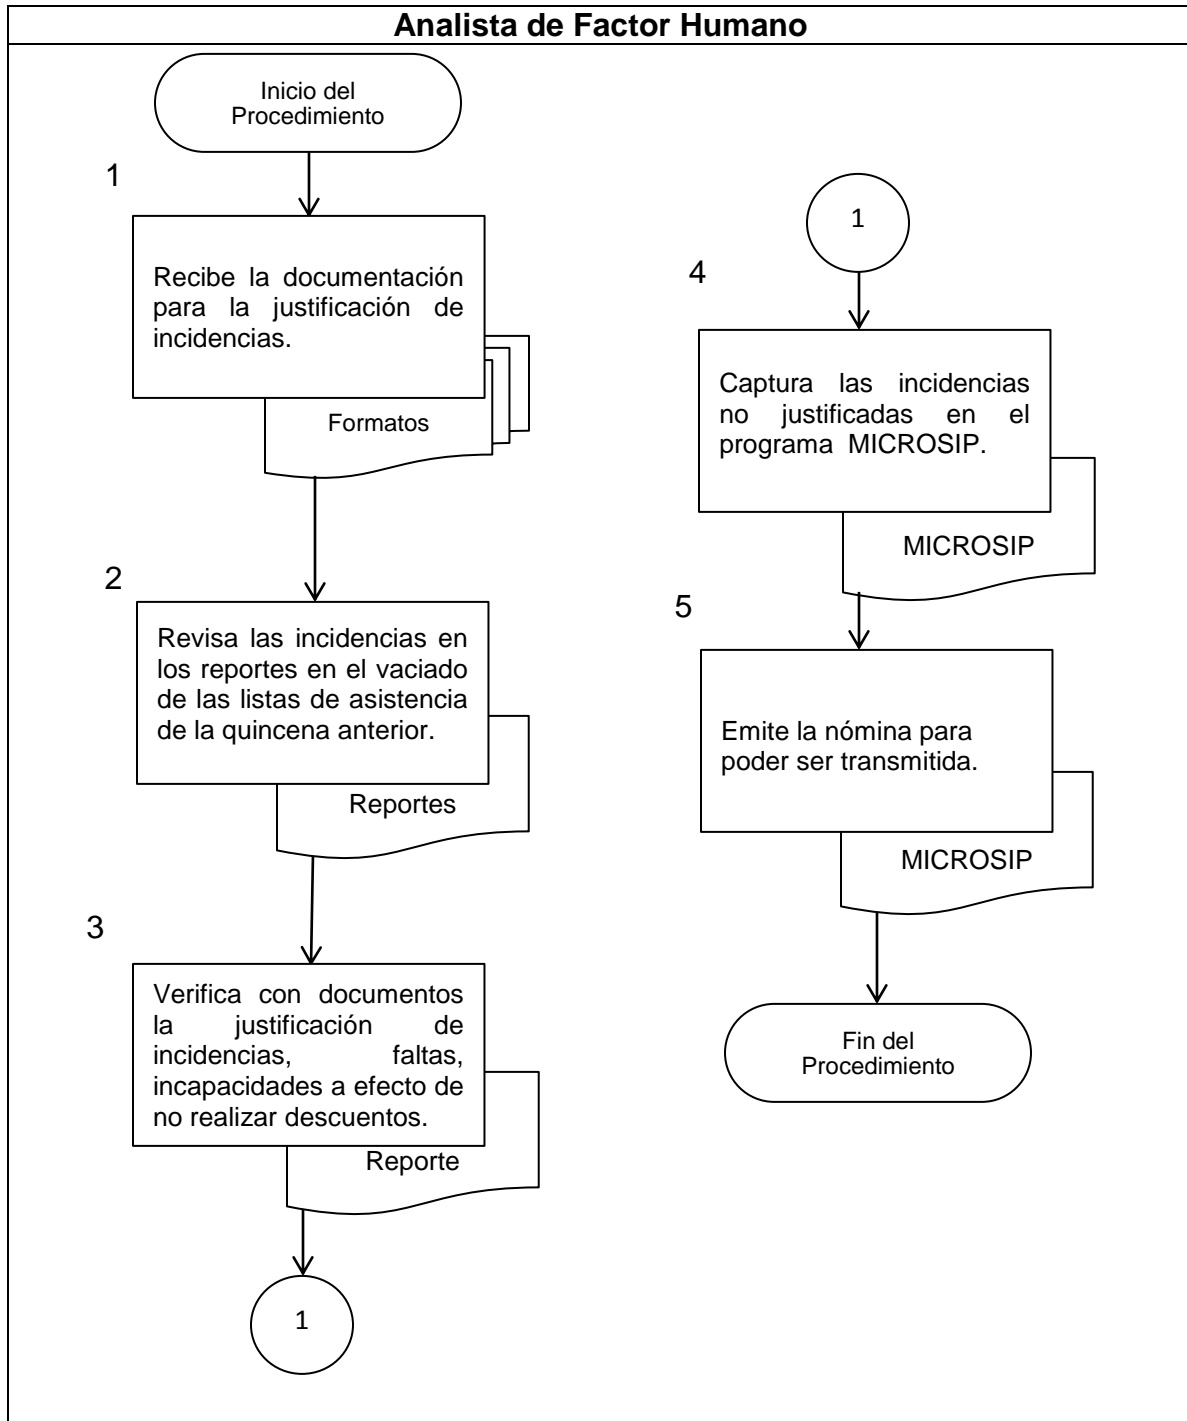 Analista de Factor Humano
Inicio del
Procedimiento
1
Recibe la documentación
para la justificación de
incidencias.
Formatos
2
Revisa las incidencias en
los reportes en el vaciado
de las listas de asistencia
de la quincena anterior.
Reportes
3
Verifica con documentos
la justificación de
incidencias, faltas,
incapacidades a efecto de
no realizar descuentos.
Reporte
1
1
4
Captura las incidencias
no justificadas en el
programa MICROSIP.
MICROSIP
5
Emite la nómina para
poder ser transmitida.
MICROSIP
Fin del
Procedimiento